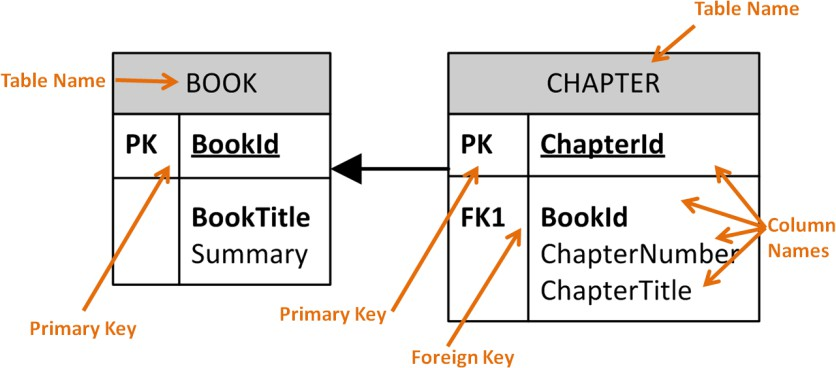 Table Name
Table Name
BOOK
CHAPTER
PK
BookId
PK
ChapterId
BookTitle
Summary
FK1
BookId
ChapterNumber
ChapterTitle
Column
Names
Primary Key
Primary Key
Foreign Key